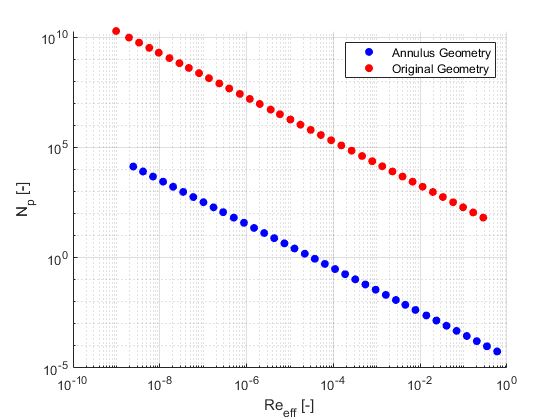 10^10
10^5
10^0
10^-5
N_p [-]
Annulus Geometry
Original Geometry
10^-10 10^-8 10^-6 10^-4 10^-2 10^0
Re_eff [-]